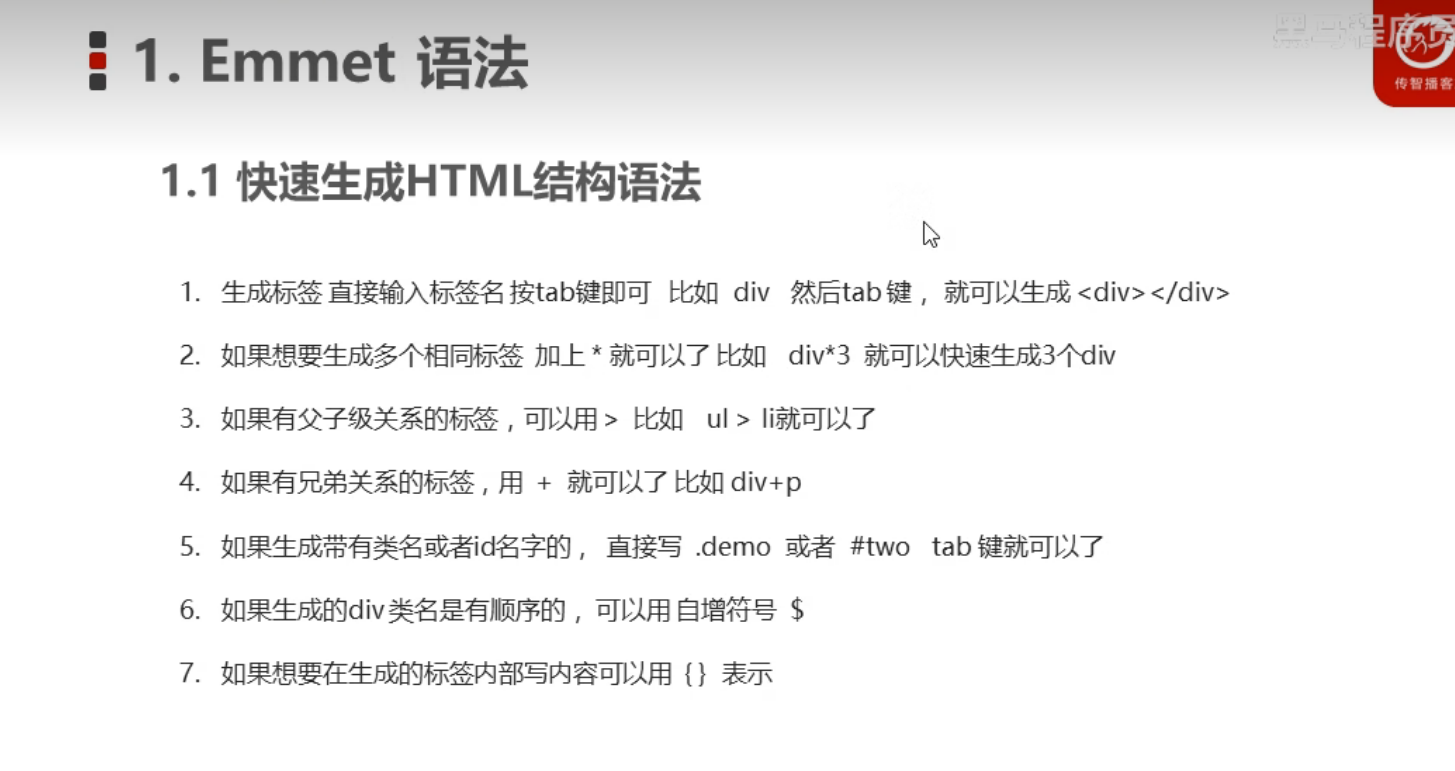 黑马程序员
传智播客
1. Emmet 语法
1.1 快速生成HTML结构语法
1. 生成标签 直接输入标签名 按tab键即可 比如 div 然后tab 键， 就可以生成 <div></div>
2. 如果想要生成多个相同标签 加上 * 就可以了 比如 div*3 就可以快速生成3个div
3. 如果有父子级关系的标签，可以用 > 比如 ul > li就可以了
4. 如果有兄弟关系的标签，用 + 就可以了 比如 div+p
5. 如果生成带有类名或者id名字的， 直接写 .demo 或者 #two tab 键就可以了
6. 如果生成的div 类名是有顺序的， 可以用 自增符号 $
7. 如果想要在生成的标签内部写内容可以用 { } 表示